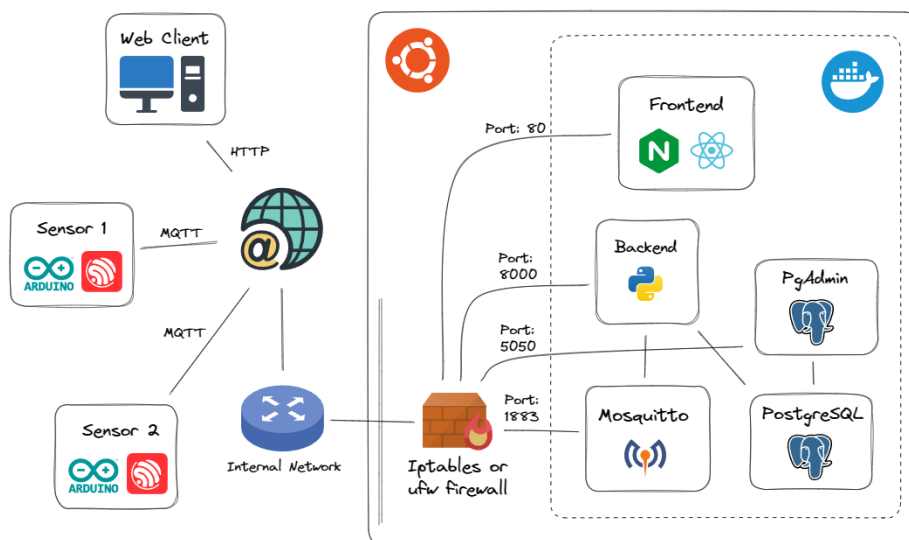 Web Client
HTTP
Sensor 1
ARDUINO
MQTT
@
MQTT
Sensor 2
ARDUINO
Internal Network
Iptables or
ufw firewall
Port: 80
Port:
8000
Port:
5050
Port:
1883
Frontend
N
Backend
PgAdmin
Mosquitto
PostgreSQL